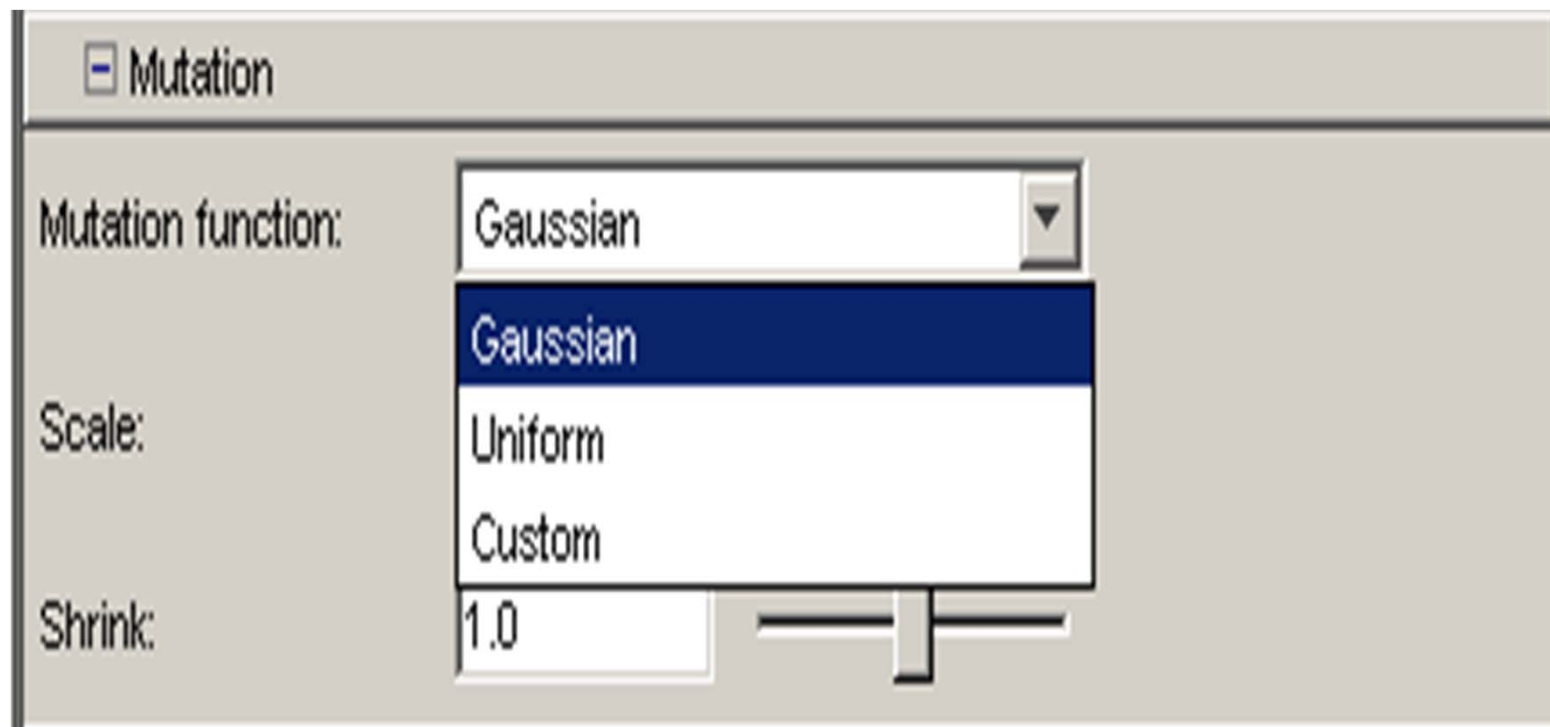 Mutation
Mutation function: Gaussian
Gaussian
Uniform
Scale:
Custom
Shrink: 1.0